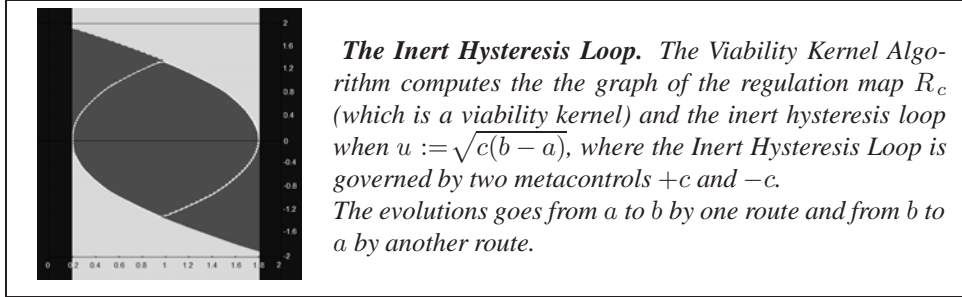 The Inert Hysteresis Loop. The Viability Kernel Algo-
rithm computes the the graph of the regulation map R_c
(which is a viability kernel) and the inert hysteresis loop
when u := √c(b − a), where the Inert Hysteresis Loop is
governed by two metacontrols +c and −c.
The evolutions goes from a to b by one route and from b to
a by another route.
2
1.6
1.2
0.8
0.4
0
-0.4
-0.8
-1.2
-1.6
-2
0 0.2 0.4 0.6 0.8 1 1.2 1.4 1.6 1.8 2